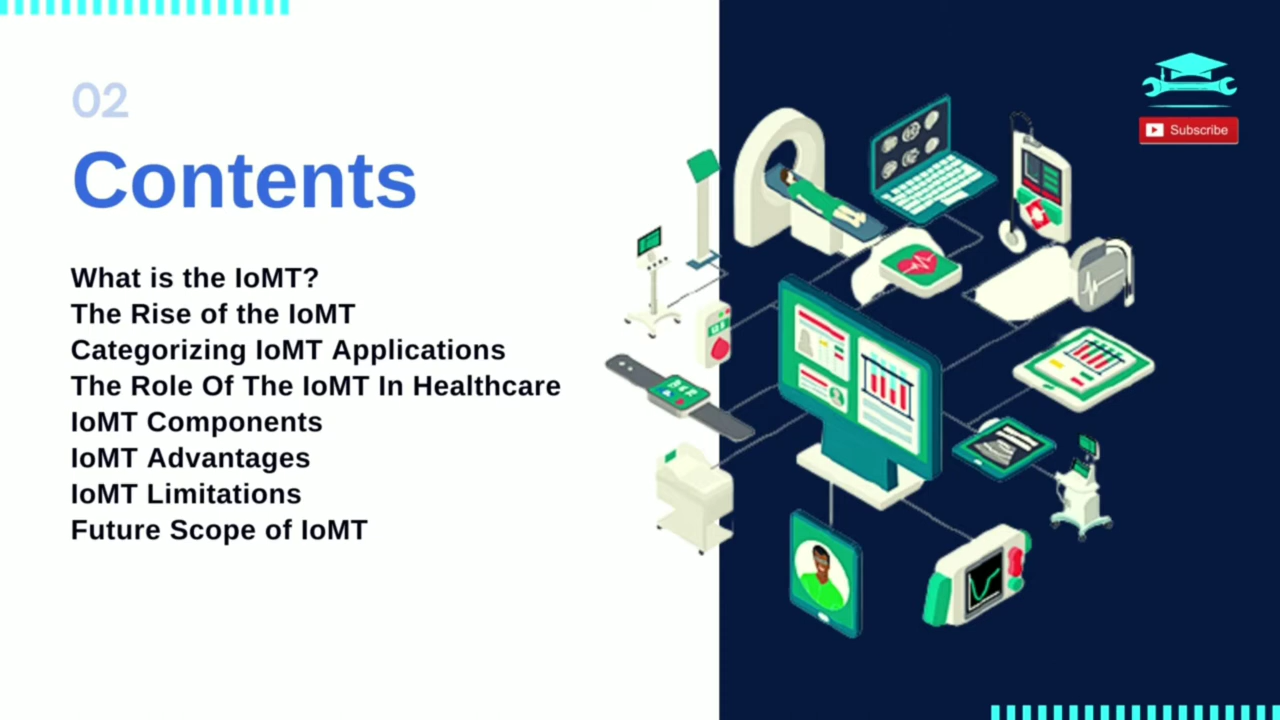 02
Contents
What is the IoMT?
The Rise of the IoMT
Categorizing IoMT Applications
The Role Of The IoMT In Healthcare
IoMT Components
IoMT Advantages
IoMT Limitations
Future Scope of IoMT
Subscribe